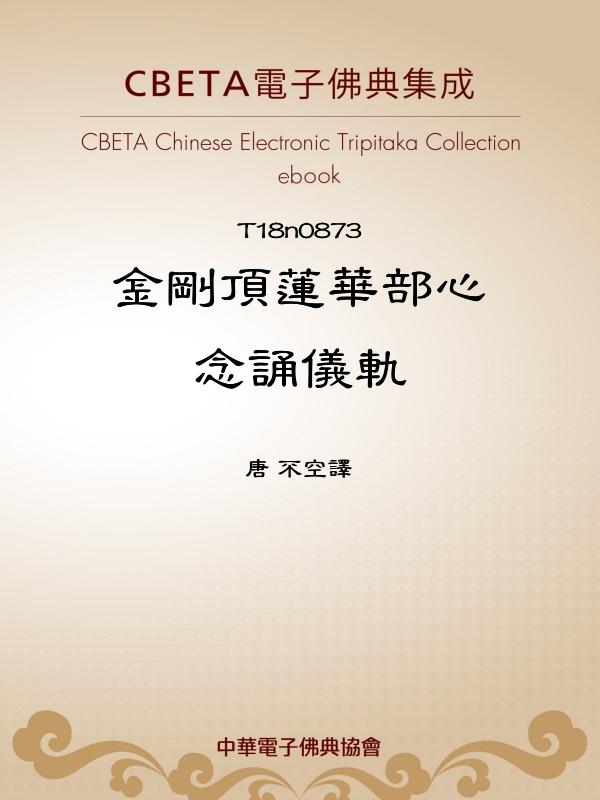 CBETA電子佛典集成
CBETA Chinese Electronic Tripitaka Collection
ebook
T18n0873
金剛頂蓮華部心
念誦儀軌
唐 不空譯
中華電子佛典協會